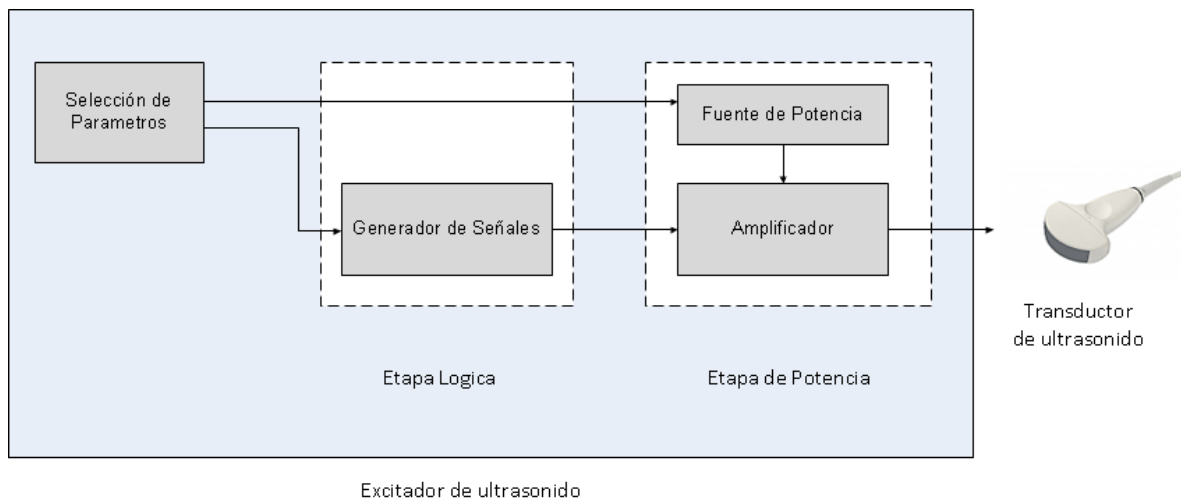 Selección de
Parametros
Fuente de Potencia
Generador de Señales
Amplificador
Transductor
de ultrasonido
Etapa Logica
Etapa de Potencia
Excitador de ultrasonido